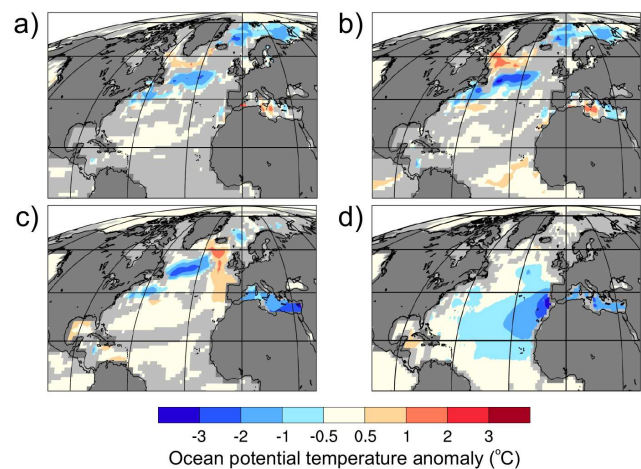 a)
b)
c)
d)
-3 -2 -1 -0.5 0.5 1 2 3
Ocean potential temperature anomaly (°C)